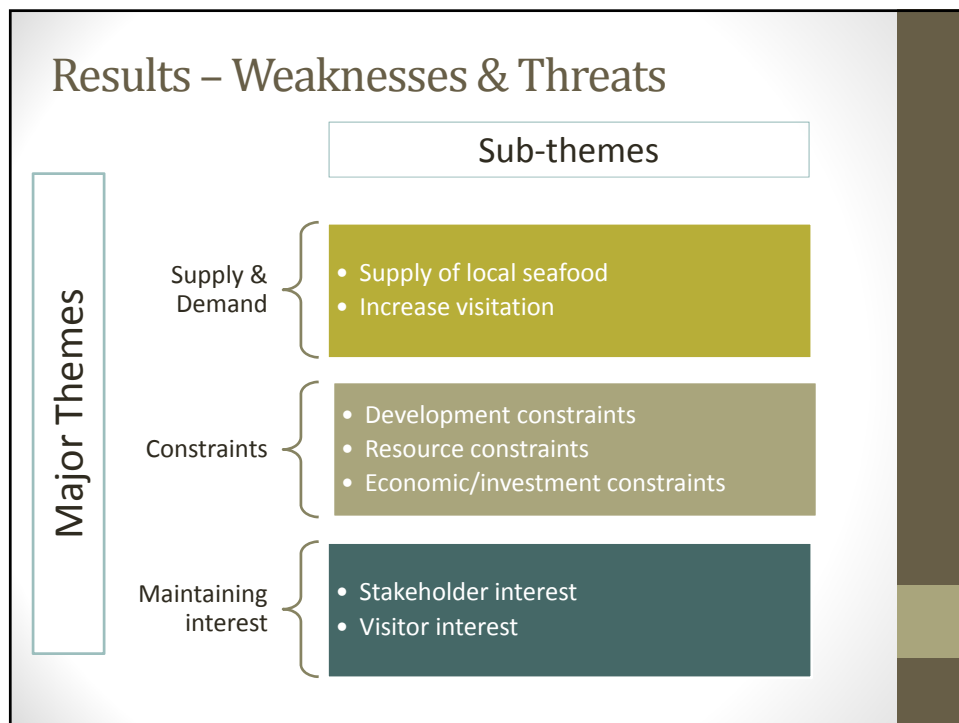 Results – Weaknesses & Threats
Sub-themes
Major Themes
Supply &
Demand
• Supply of local seafood
• Increase visitation
Constraints
• Development constraints
• Resource constraints
• Economic/investment constraints
Maintaining
interest
• Stakeholder interest
• Visitor interest